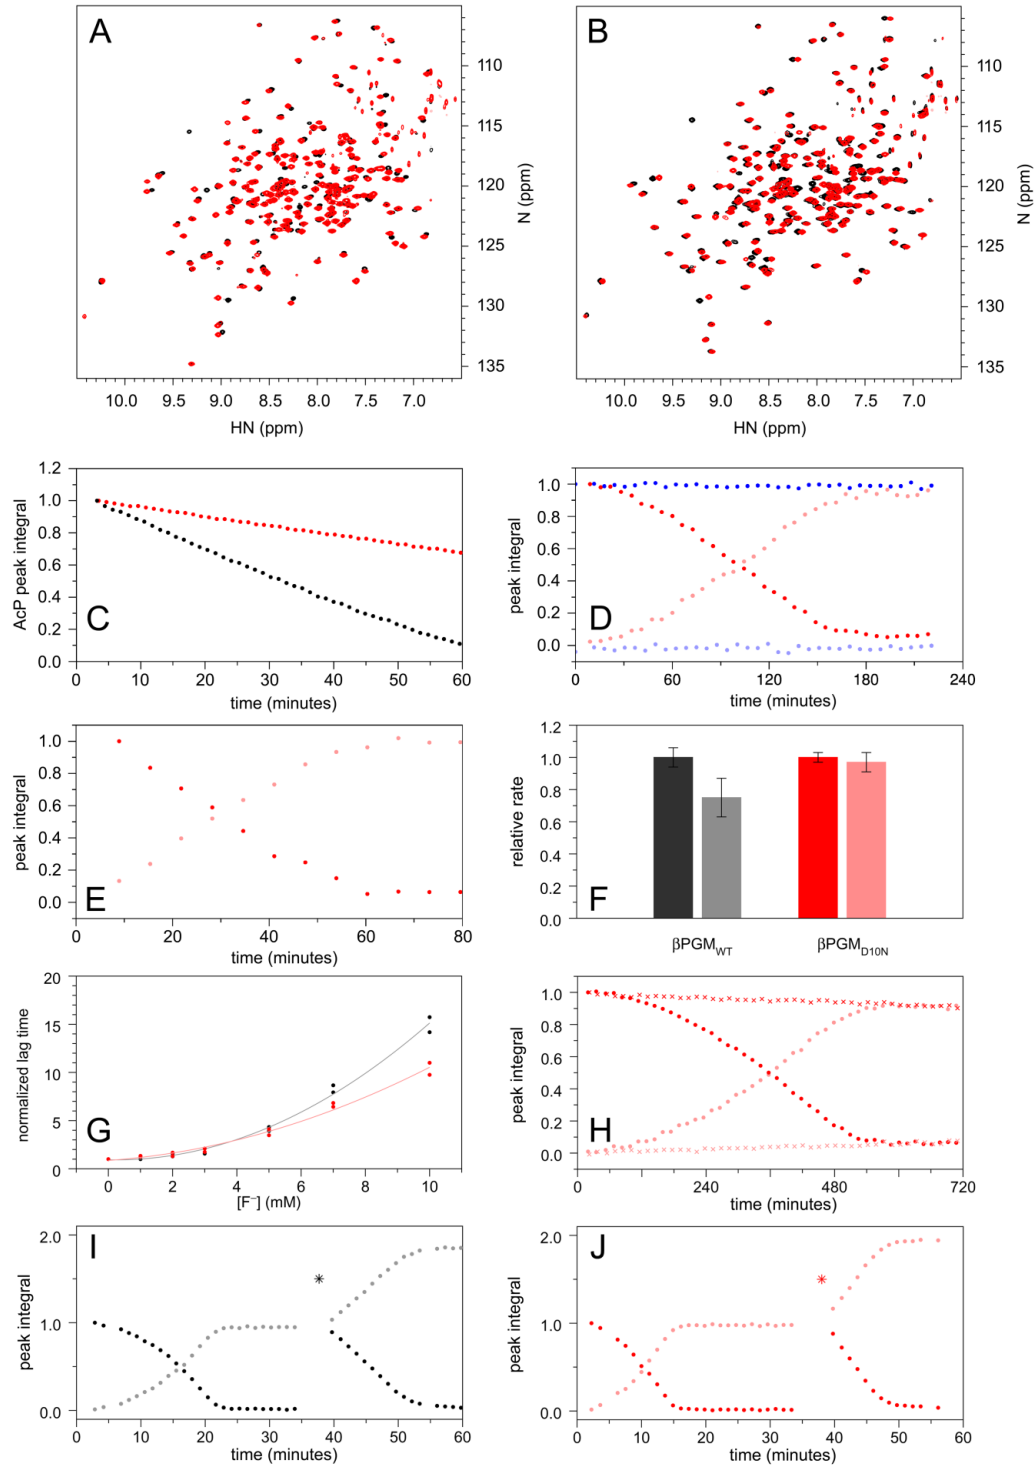 A
110
115
120
125
130
135
N (ppm)
10.0 9.5 9.0 8.5 8.0 7.5 7.0
HN (ppm)
B
110
115
120
125
130
135
N (ppm)
10.0 9.5 9.0 8.5 8.0 7.5 7.0
HN (ppm)
C
AcP peak integral
1.2
1.0
0.8
0.6
0.4
0.2
0.0
0 10 20 30 40 50 60
time (minutes)
D
peak integral
1.0
0.8
0.6
0.4
0.2
0.0
0 60 120 180 240
time (minutes)
E
peak integral
1.0
0.8
0.6
0.4
0.2
0.0
0 20 40 60 80
time (minutes)
F
relative rate
1.2
1.0
0.8
0.6
0.4
0.2
0.0
βPGMWT βPGMD10N
G
normalized lag time
20
15
10
5
0
0 2 4 6 8 10
[F⁻] (mM)
H
peak integral
1.0
0.8
0.6
0.4
0.2
0.0
0 240 480 720
time (minutes)
I
peak integral
2.0
1.0
0.0
0 10 20 30 40 50 60
time (minutes)
*
J
peak integral
2.0
1.0
0.0
0 10 20 30 40 50 60
time (minutes)
*